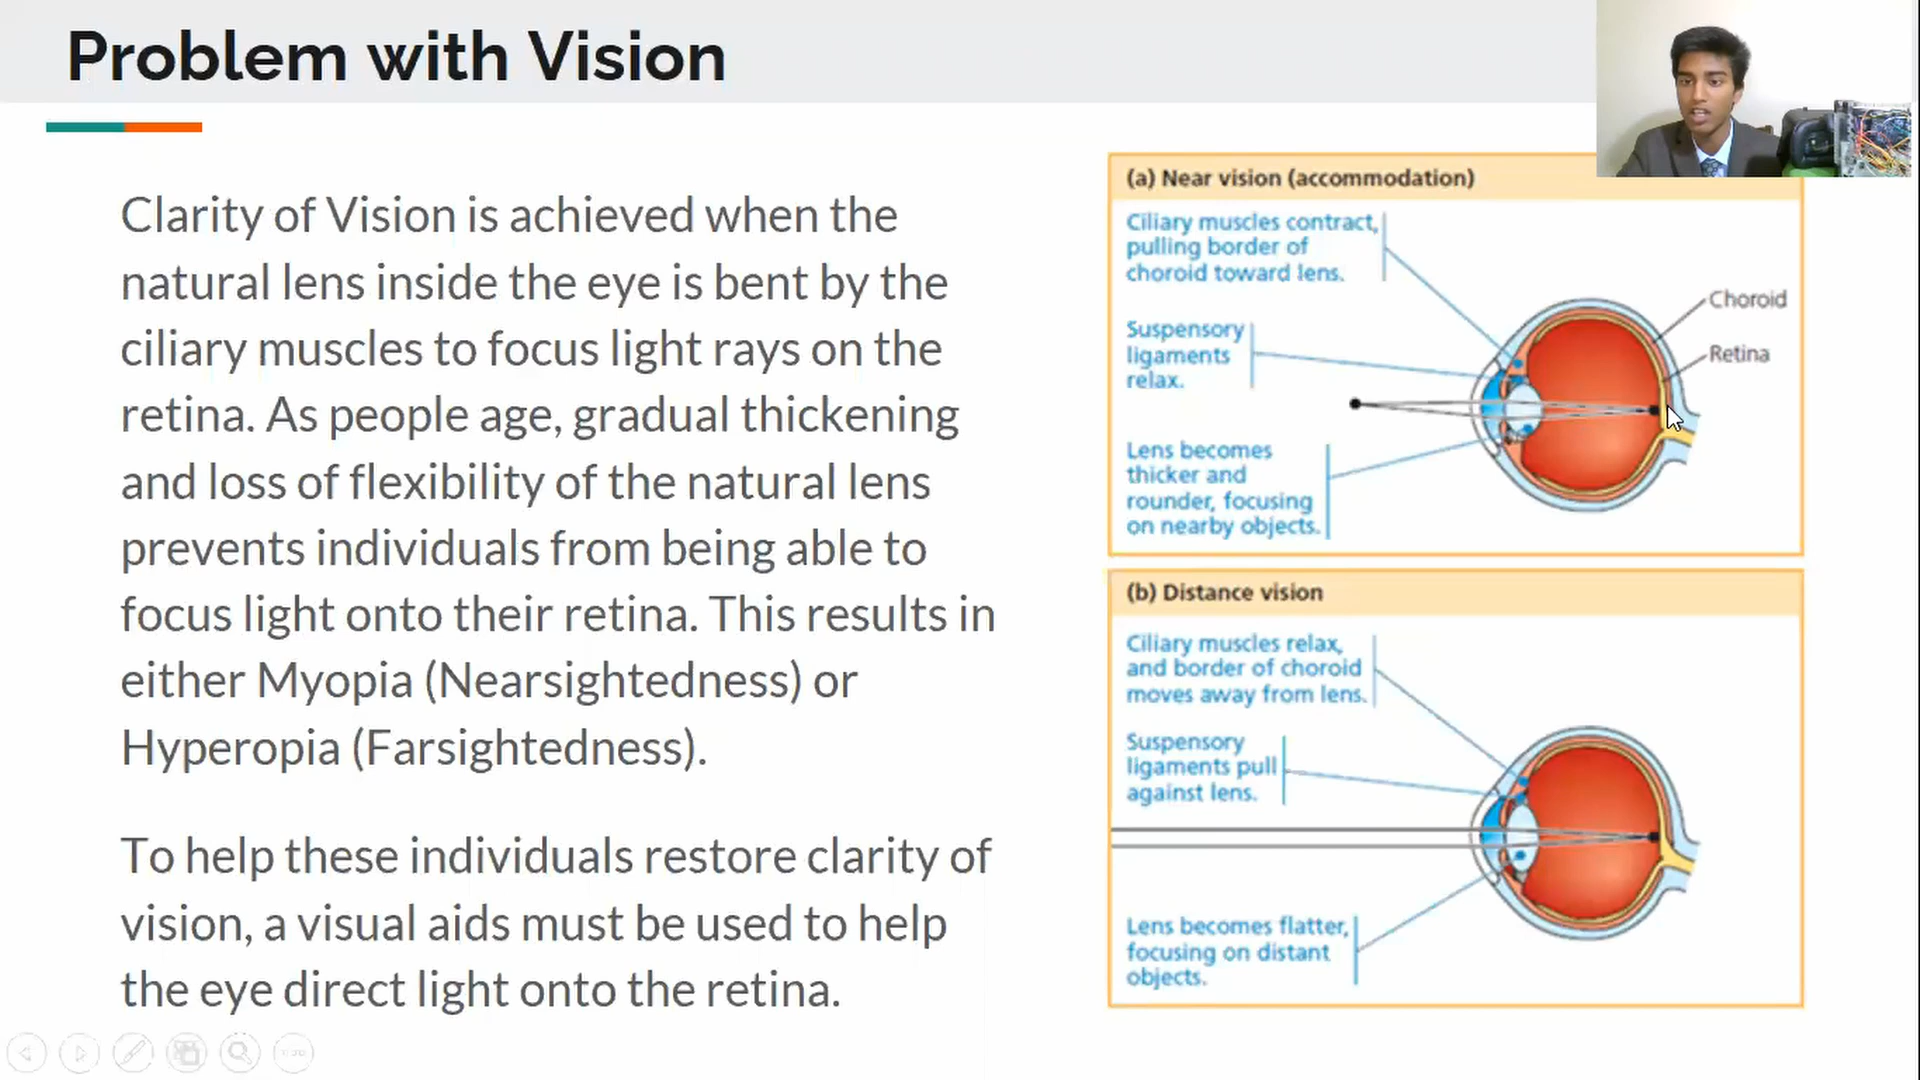 Problem with Vision
Clarity of Vision is achieved when the
natural lens inside the eye is bent by the
ciliary muscles to focus light rays on the
retina. As people age, gradual thickening
and loss of flexibility of the natural lens
prevents individuals from being able to
focus light onto their retina. This results in
either Myopia (Nearsightedness) or
Hyperopia (Farsightedness).
To help these individuals restore clarity of
vision, a visual aids must be used to help
the eye direct light onto the retina.
(a) Near vision (accommodation)
Ciliary muscles contract,
pulling border of
choroid toward lens.
Suspensory
ligaments
relax.
Lens becomes
thicker and
rounder, focusing
on nearby objects.
Choroid
Retina
(b) Distance vision
Ciliary muscles relax,
and border of choroid
moves away from lens.
Suspensory
ligaments pull
against lens.
Lens becomes flatter,
focusing on distant
objects.